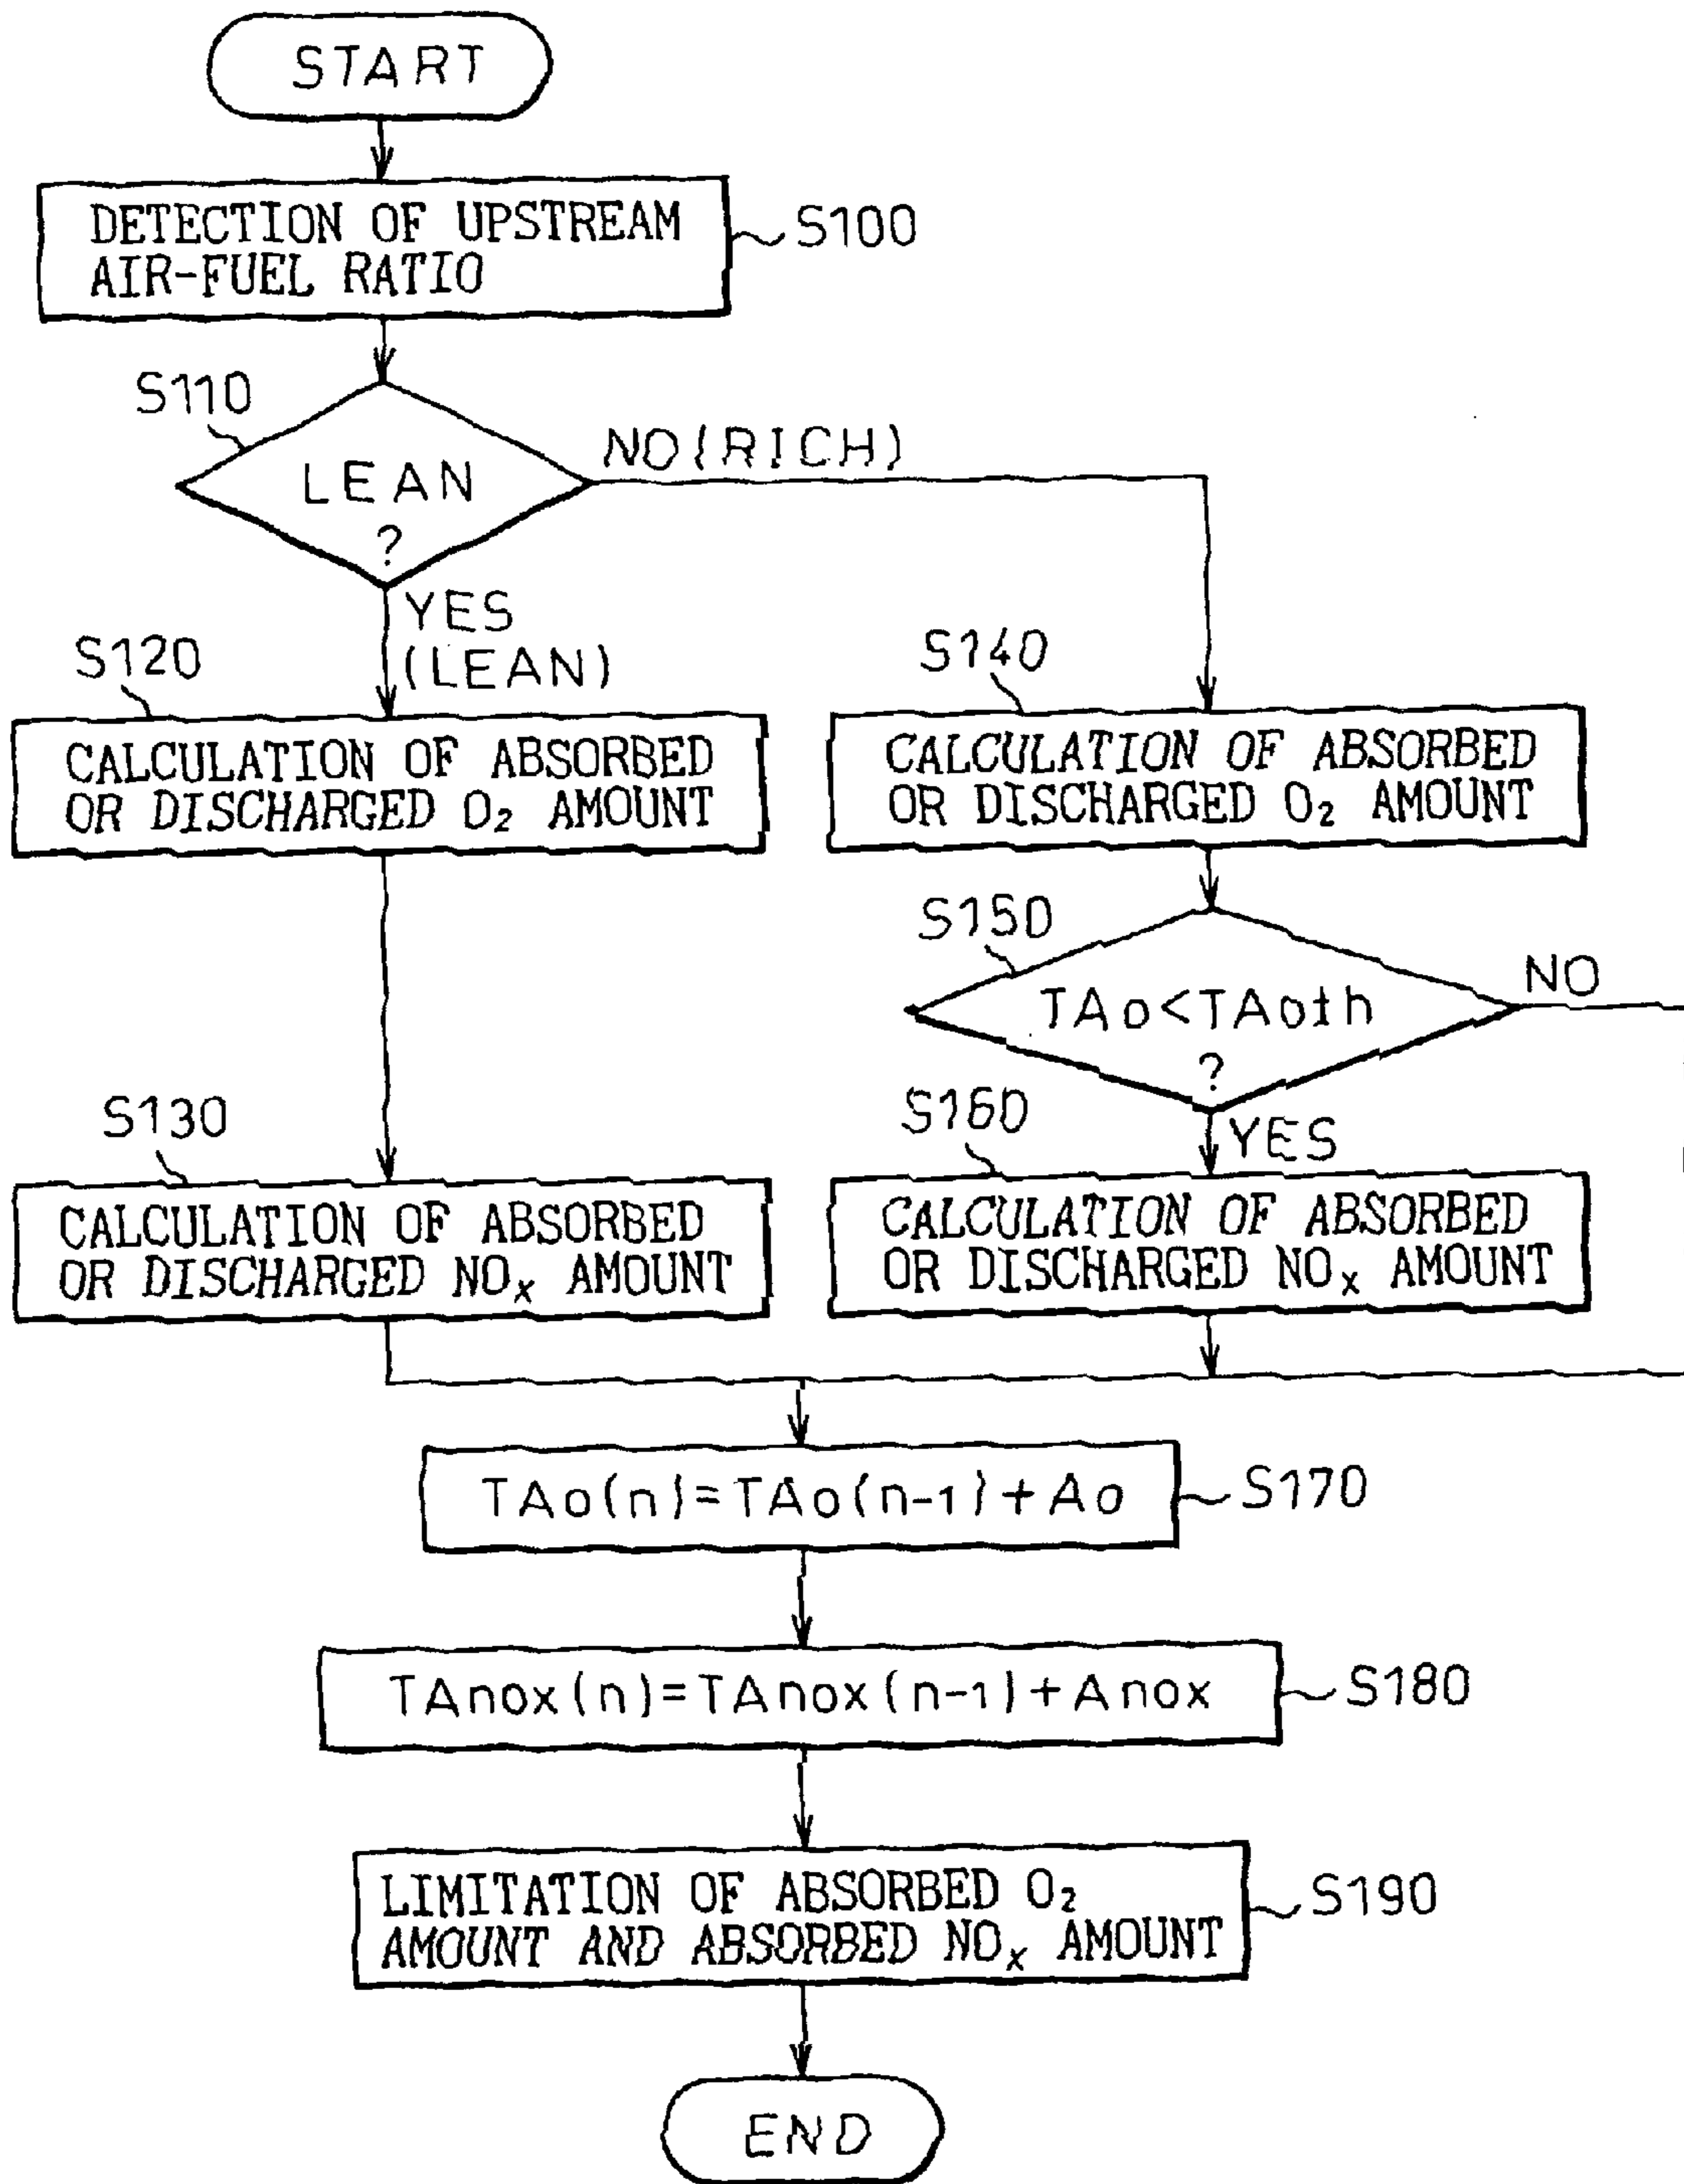 START
DETECTION OF UPSTREAM
AIR-FUEL RATIO
S100
S110
LEAN
?
NO(RICH)
YES
(LEAN)
S120
CALCULATION OF ABSORBED
OR DISCHARGED O₂ AMOUNT
S140
CALCULATION OF ABSORBED
OR DISCHARGED O₂ AMOUNT
S150
TAo<TAoth
?
NO
YES
S130
CALCULATION OF ABSORBED
OR DISCHARGED NOₓ AMOUNT
S160
CALCULATION OF ABSORBED
OR DISCHARGED NOₓ AMOUNT
TAo(n)=TAo(n-1)+Ao
S170
TAnox(n)=TAnox(n-1)+Anox
S180
LIMITATION OF ABSORBED O₂
AMOUNT AND ABSORBED NOₓ AMOUNT
S190
END